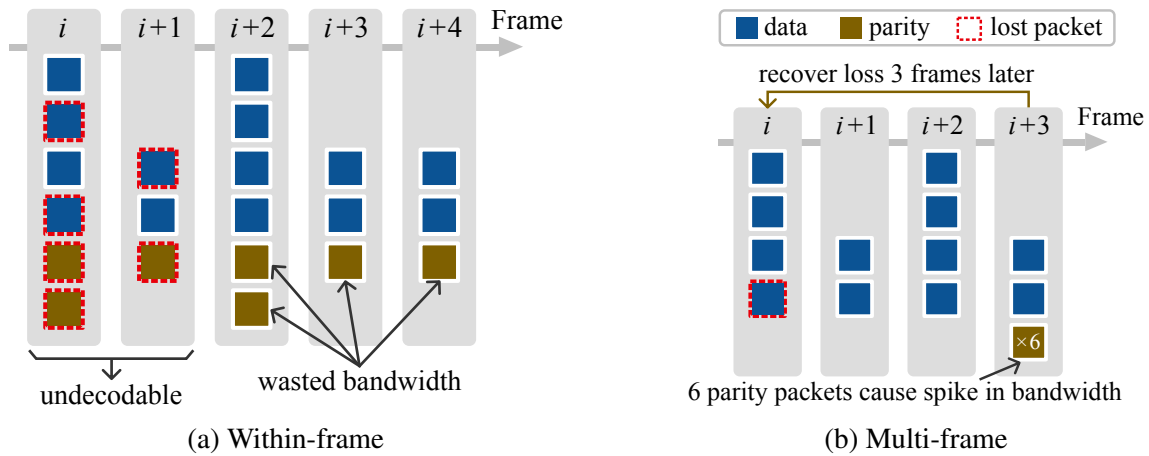 Frame
i
i+1
i+2
i+3
i+4
undecodable
wasted bandwidth
(a) Within-frame
data
parity
lost packet
recover loss 3 frames later
Frame
i
i+1
i+2
i+3
×6
6 parity packets cause spike in bandwidth
(b) Multi-frame